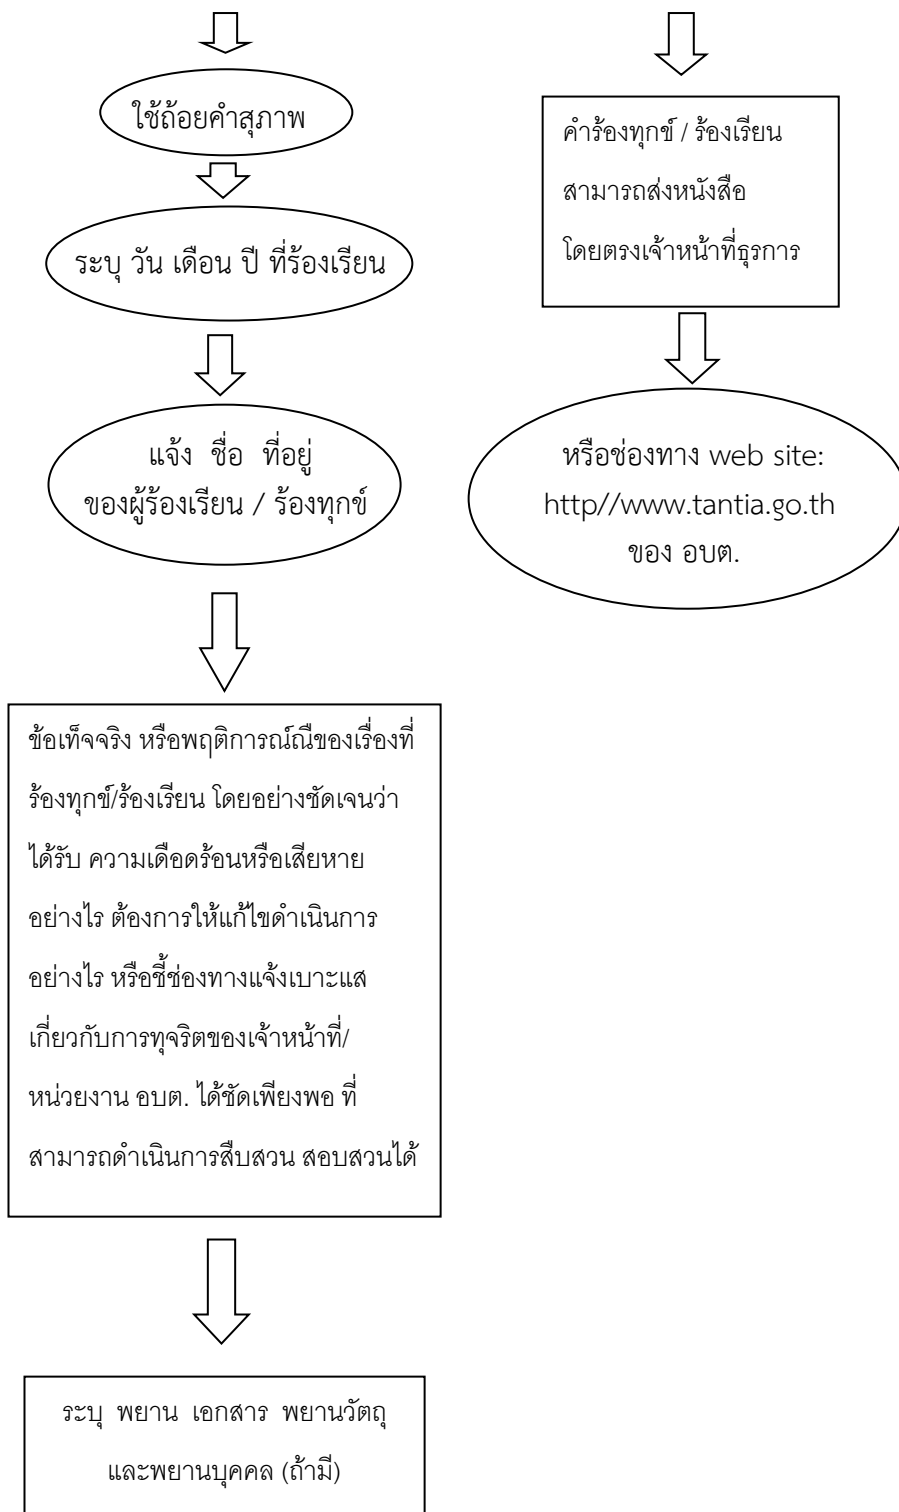 ใช้ถ้อยคำสุภาพ
ระบุ วัน เดือน ปี ที่ร้องเรียน
แจ้ง ชื่อ ที่อยู่
ของผู้ร้องเรียน / ร้องทุกข์
ข้อเท็จจริง หรือพฤติการณ์ณืของเรื่องที่
ร้องทุกข์/ร้องเรียน โดยอย่างชัดเจนว่า
ได้รับ ความเดือดร้อนหรือเสียหาย
อย่างไร ต้องการให้แก้ไขดำเนินการ
อย่างไร หรือชี้ช่องทางแจ้งเบาะแส
เกี่ยวกับการทุจริตของเจ้าหน้าที่/
หน่วยงาน อบต. ได้ชัดเพียงพอ ที่
สามารถดำเนินการสืบสวน สอบสวนได้
ระบุ พยาน เอกสาร พยานวัตถุ
และพยานบุคคล (ถ้ามี)
คำร้องทุกข์ / ร้องเรียน
สามารถส่งหนังสือ
โดยตรงเจ้าหน้าที่ธุรการ
หรือช่องทาง web site:
http//www.tantia.go.th
ของ อบต.